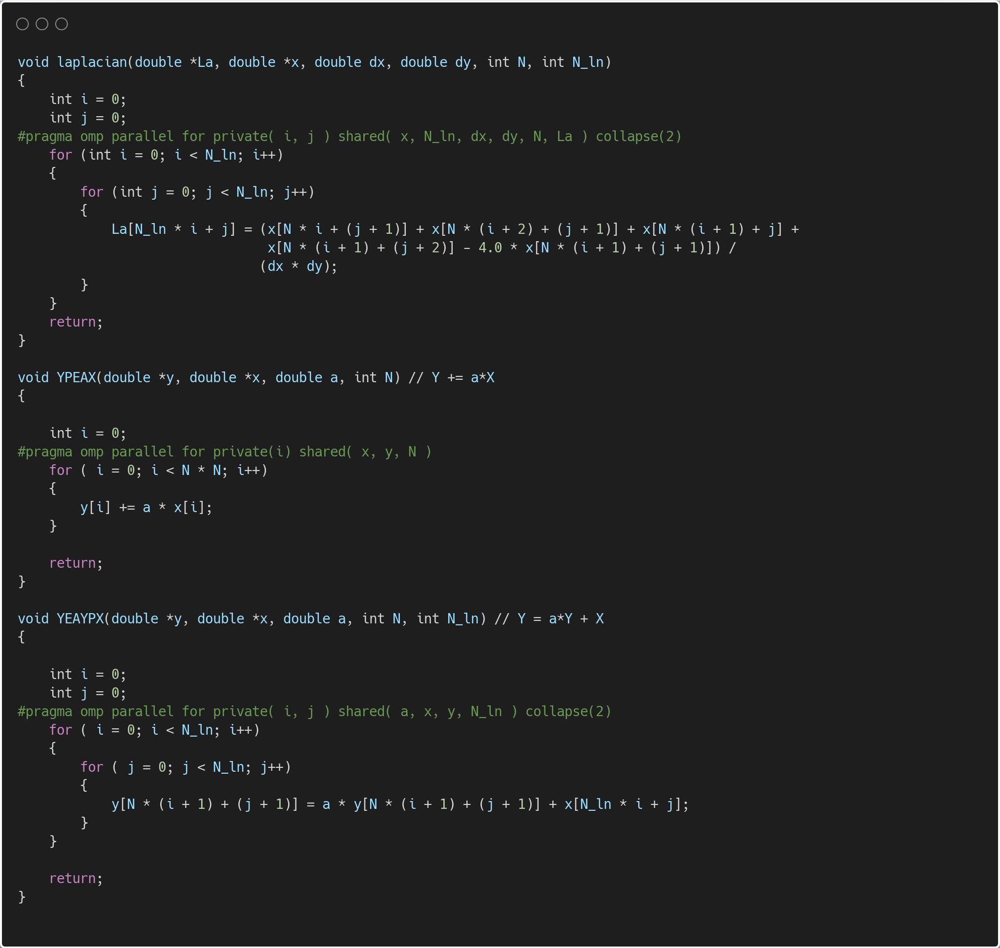 void laplacian(double *La, double *x, double dx, double dy, int N, int N_ln)
{
    int i = 0;
    int j = 0;
#pragma omp parallel for private( i, j ) shared( x, N_ln, dx, dy, N, La ) collapse(2)
    for (int i = 0; i < N_ln; i++)
    {
        for (int j = 0; j < N_ln; j++)
        {
            La[N_ln * i + j] = (x[N * i + (j + 1)] + x[N * (i + 2) + (j + 1)] + x[N * (i + 1) + j] +
                                x[N * (i + 1) + (j + 2)] - 4.0 * x[N * (i + 1) + (j + 1)]) /
                               (dx * dy);
        }
    }
    return;
}

void YPEAX(double *y, double *x, double a, int N) // Y += a*X
{

    int i = 0;
#pragma omp parallel for private(i) shared( x, y, N )
    for ( i = 0; i < N * N; i++)
    {
        y[i] += a * x[i];
    }

    return;
}

void YEAYPX(double *y, double *x, double a, int N, int N_ln) // Y = a*Y + X
{

    int i = 0;
    int j = 0;
#pragma omp parallel for private( i, j ) shared( a, x, y, N_ln ) collapse(2)
    for ( i = 0; i < N_ln; i++)
    {
        for ( j = 0; j < N_ln; j++)
        {
            y[N * (i + 1) + (j + 1)] = a * y[N * (i + 1) + (j + 1)] + x[N_ln * i + j];
        }
    }

    return;
}